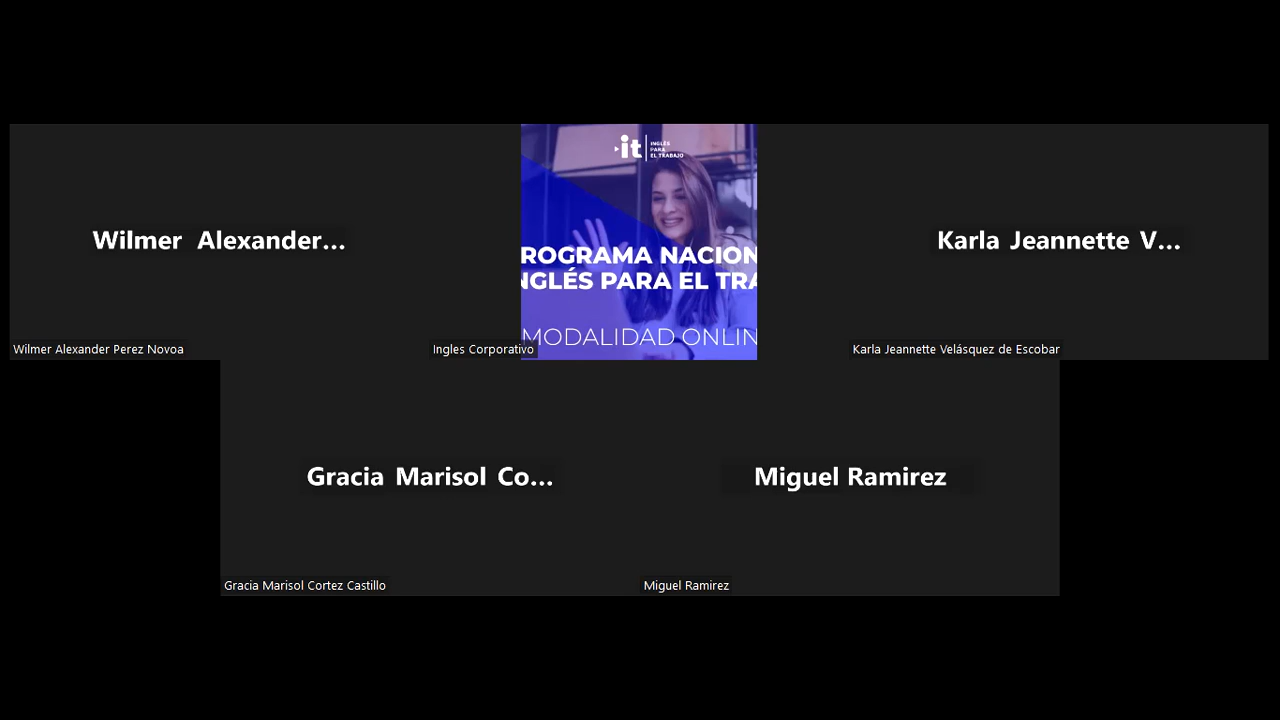 Wilmer Alexander...
Wilmer Alexander Perez Novoa
it INGLÉS
PARA
EL TRABAJO
ROGRAMA NACION
NGLÉS PARA EL TRA
MODALIDAD ONLIN
Ingles Corporativo
Karla Jeannette V...
Karla Jeannette Velásquez de Escobar
Gracia Marisol Co...
Gracia Marisol Cortez Castillo
Miguel Ramirez
Miguel Ramirez